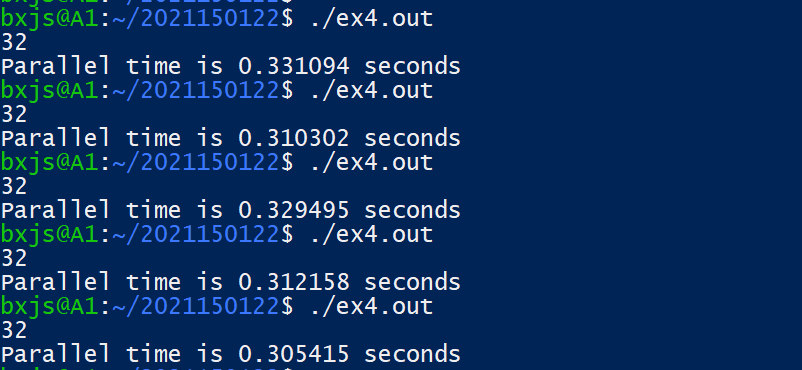 bxjs@A1:~/2021150122$ ./ex4.out
32
Parallel time is 0.331094 seconds
bxjs@A1:~/2021150122$ ./ex4.out
32
Parallel time is 0.310302 seconds
bxjs@A1:~/2021150122$ ./ex4.out
32
Parallel time is 0.329495 seconds
bxjs@A1:~/2021150122$ ./ex4.out
32
Parallel time is 0.312158 seconds
bxjs@A1:~/2021150122$ ./ex4.out
32
Parallel time is 0.305415 seconds